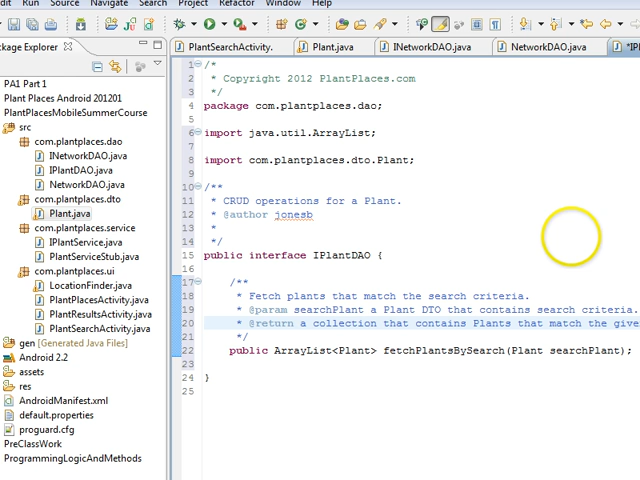 dit Run Source Navigate Search Project Refactor Window Help
ackage Explorer
PlantSearchActivity. Plant.java INetworkDAO.java NetworkDAO.java *IPl
PA1 Part 1
Plant Places Android 201201
PlantPlacesMobileSummerCourse
src
com.plantplaces.dao
INetworkDAO.java
IPlantDAO.java
NetworkDAO.java
com.plantplaces.dto
Plant.java
com.plantplaces.service
IPlantService.java
PlantServiceStub.java
com.plantplaces.ui
LocationFinder.java
PlantPlacesActivity.java
PlantResultsActivity.java
PlantSearchActivity.java
gen [Generated Java Files]
Android 2.2
assets
res
AndroidManifest.xml
default.properties
proguard.cfg
PreClassWork
ProgrammingLogicAndMethods
1 /*
2 * Copyright 2012 PlantPlaces.com
3 */
4 package com.plantplaces.dao;
5
6 import java.util.ArrayList;
7
8 import com.plantplaces.dto.Plant;
9
10 /**
11 * CRUD operations for a Plant.
12 * @author jonesb
13 *
14 */
15 public interface IPlantDAO {
16
17 /**
18 * Fetch plants that match the search criteria.
19 * @param searchPlant a Plant DTO that contains search criteria.
20 * @return a collection that contains Plants that match the give
21 */
22 public ArrayList<Plant> fetchPlantsBySearch(Plant searchPlant);
23
24 }
25